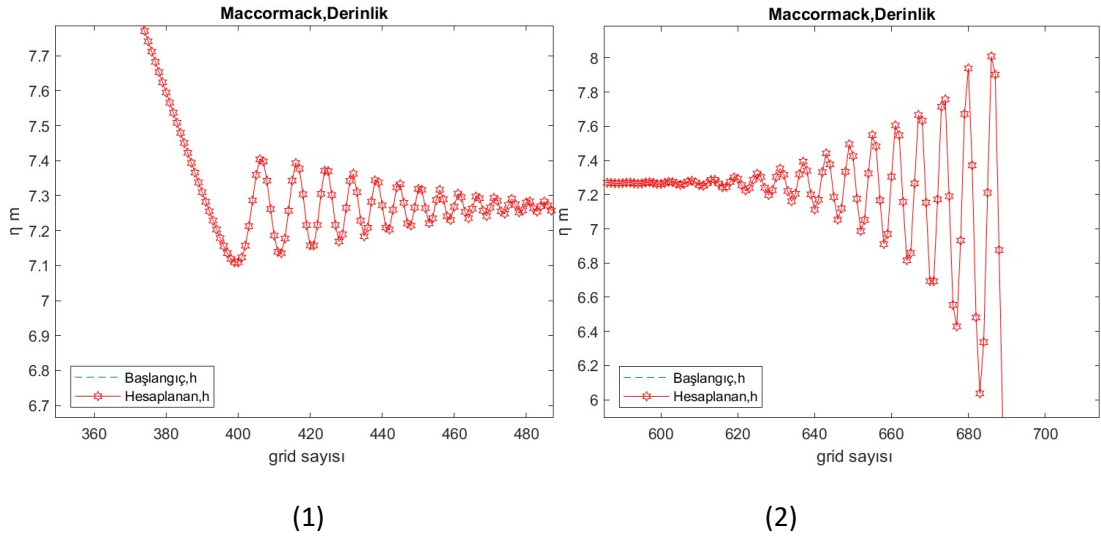 Maccormack,Derinlik
7.7
7.6
7.5
7.4
7.3
7.2
7.1
7
6.9
6.8
6.7
η m
360 380 400 420 440 460 480
grid sayısı
Başlangıç,h
Hesaplanan,h
(1)
Maccormack,Derinlik
8
7.8
7.6
7.4
7.2
7
6.8
6.6
6.4
6.2
6
η m
600 620 640 660 680 700
grid sayısı
Başlangıç,h
Hesaplanan,h
(2)